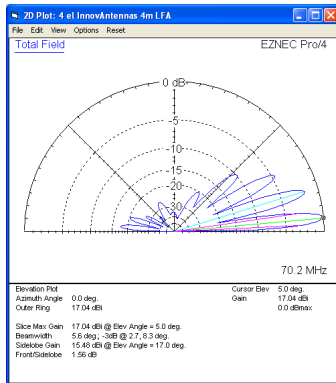 2D Plot: 4 el InnovAntennas 4m LFA
File Edit View Options Reset
Total Field
EZNEC Pro/4
0 dB
-5
-10
-15
-20
-30
70.2 MHz
Elevation Plot
Cursor Elev 5.0 deg.
Azimuth Angle 0.0 deg.
Gain 17.04 dBi
Outer Ring 17.04 dBi
0.0 dBmax
Slice Max Gain 17.04 dBi @ Elev Angle = 5.0 deg.
Beamwidth 5.6 deg.; -3dB @ 2.7, 8.3 deg.
Sidelobe Gain 15.48 dBi @ Elev Angle = 17.0 deg.
Front/Sidelobe 1.56 dB